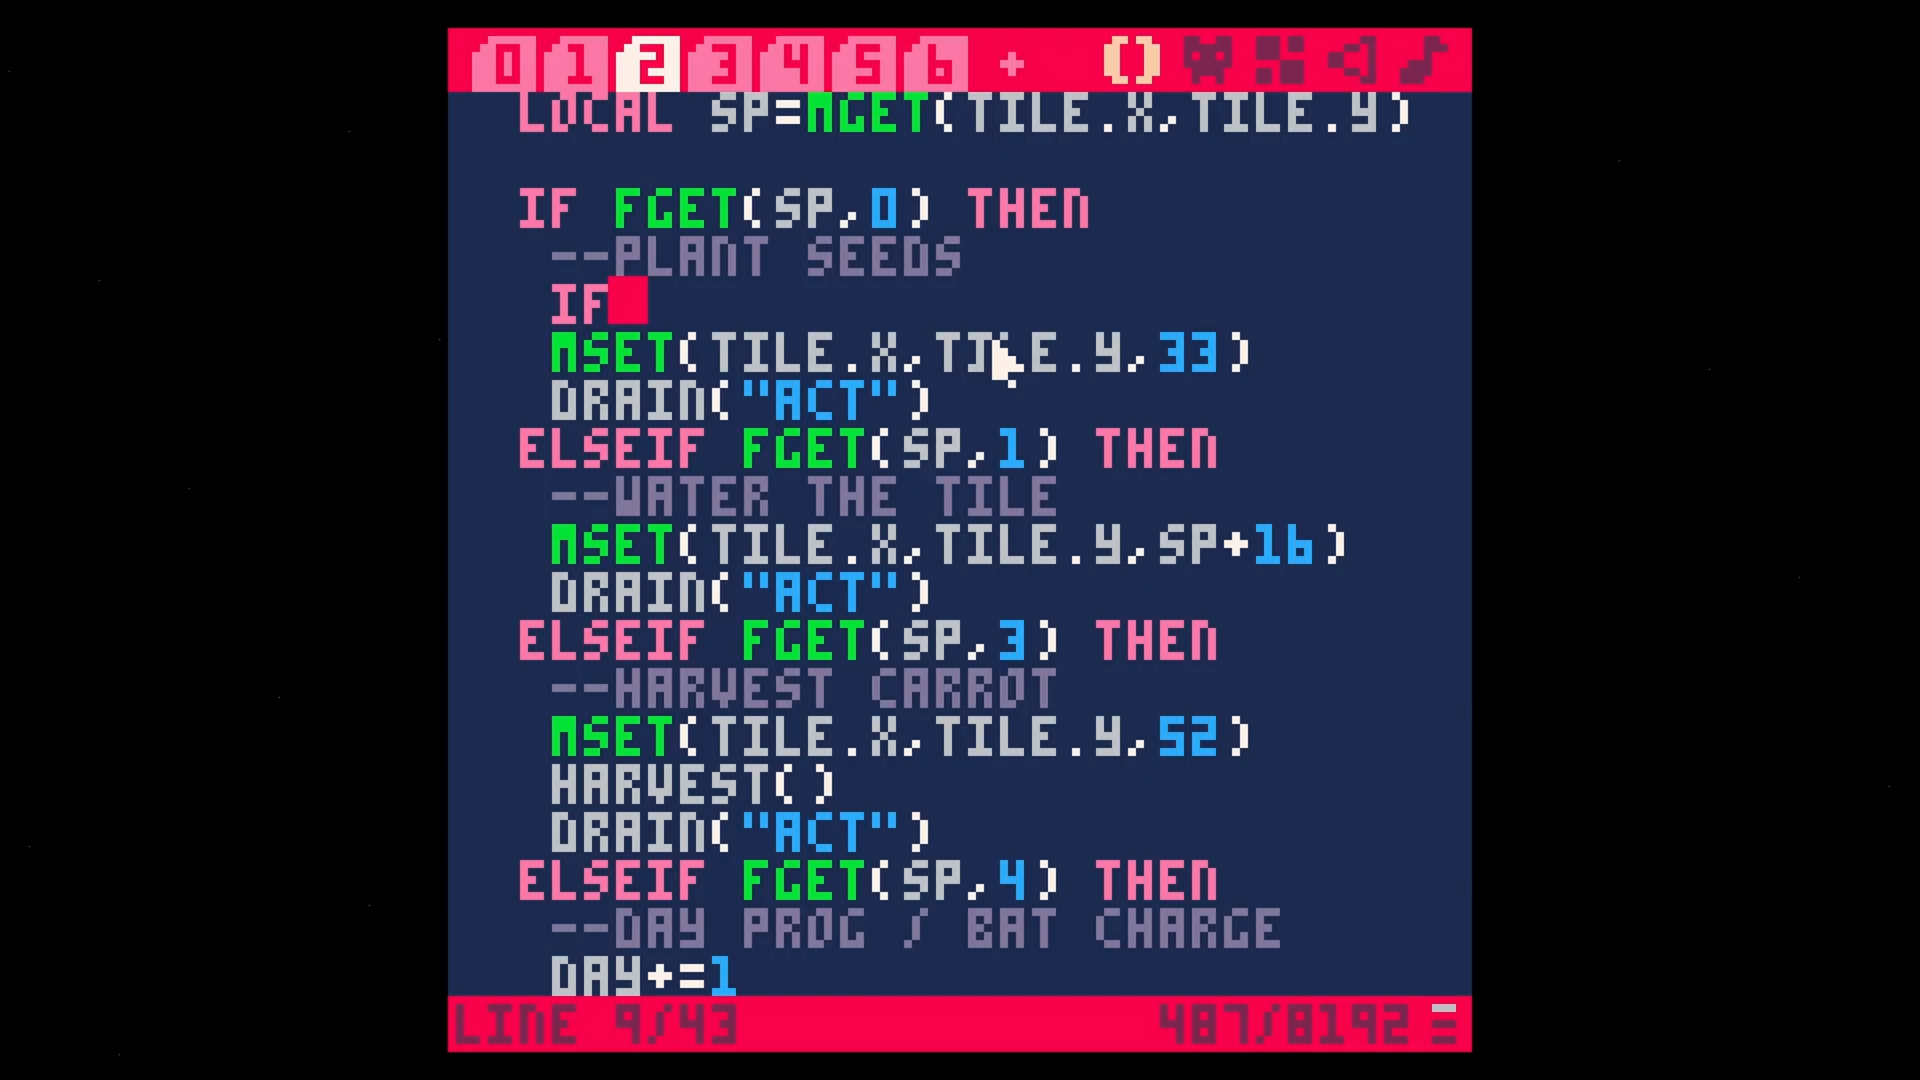 0 1 2 3 4 5 6 + ()
LOCAL SP=MGET(TILE.X,TILE.Y)
IF FGET(SP,0) THEN
--PLANT SEEDS
IF
MSET(TILE.X,TILE.Y,33)
DRAIN("ACT")
ELSEIF FGET(SP,1) THEN
--WATER THE TILE
MSET(TILE.X,TILE.Y,SP+16)
DRAIN("ACT")
ELSEIF FGET(SP,3) THEN
--HARVEST CARROT
MSET(TILE.X,TILE.Y,52)
HARVEST()
DRAIN("ACT")
ELSEIF FGET(SP,4) THEN
--DAY PROG / BAT CHARGE
DAY+=1
LINE 9/43 487/8192